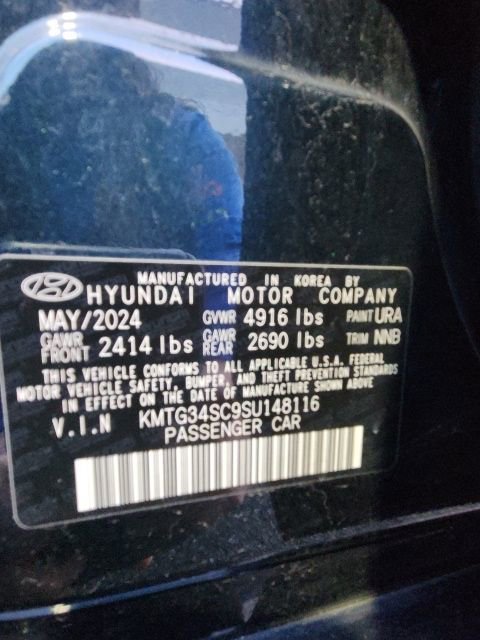 MANUFACTURED IN KOREA BY
HYUNDAI MOTOR COMPANY
MAY/2024 GVWR 4916 lbs PAINT URA
GAWR FRONT 2414 lbs GAWR REAR 2690 lbs TRIM NNB
THIS VEHICLE CONFORMS TO ALL APPLICABLE U.S.A. FEDERAL
MOTOR VEHICLE SAFETY, BUMPER, AND THEFT PREVENTION STANDARDS
IN EFFECT ON THE DATE OF MANUFACTURE SHOWN ABOVE
V.I.N KMTG34SC9SU148116
PASSENGER CAR